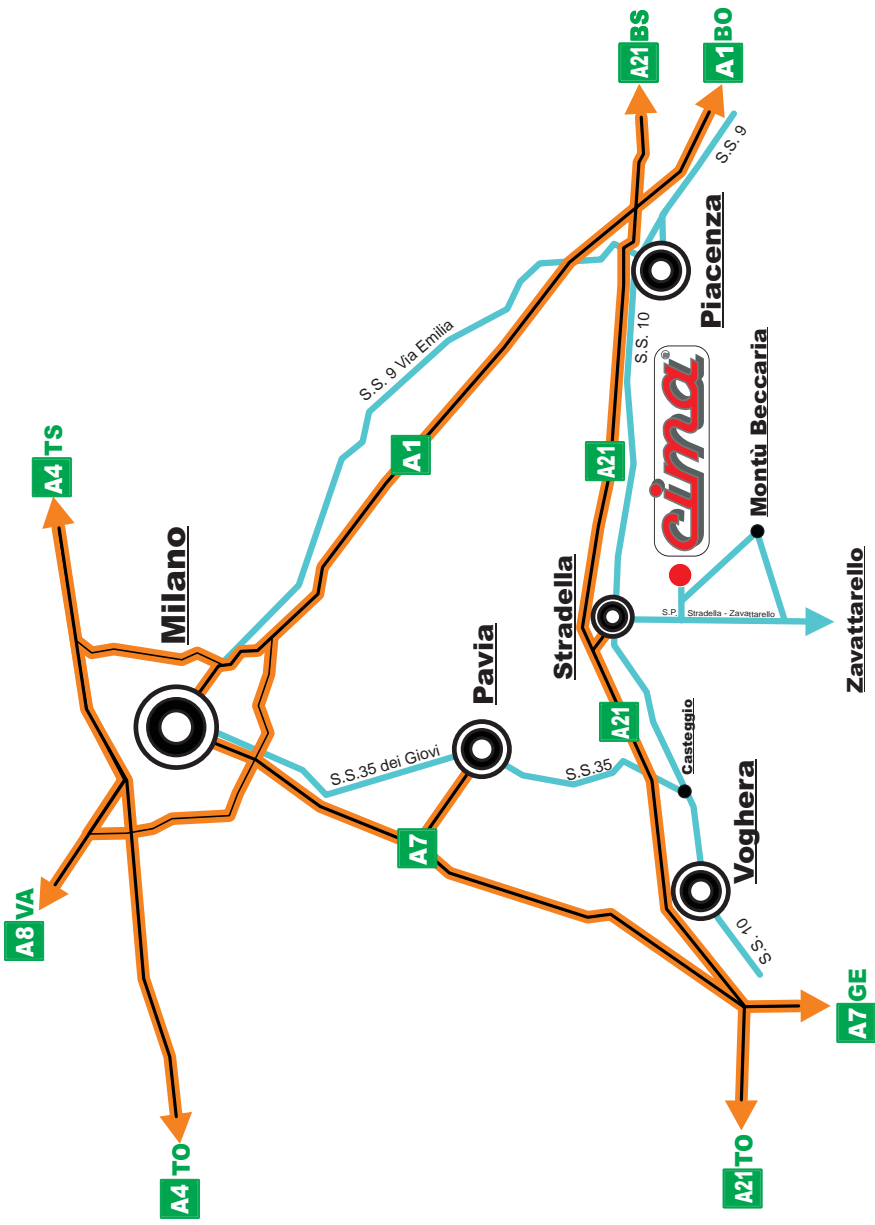 A4 TS
Milano
A8 VA
A4 TO
S.S. 9 Via Emilia
A1
S.S.35 dei Giovi
Pavia
A7
S.S.35
A21 BS
A1 BO
S.S. 9
Piacenza
S.S. 10
A21
cima®
Montù Beccaria
Stradella
S.P. Stradella - Zavattarello
Zavattarello
A21
Casteggio
Voghera
S.S. 10
A7 GE
A21 TO